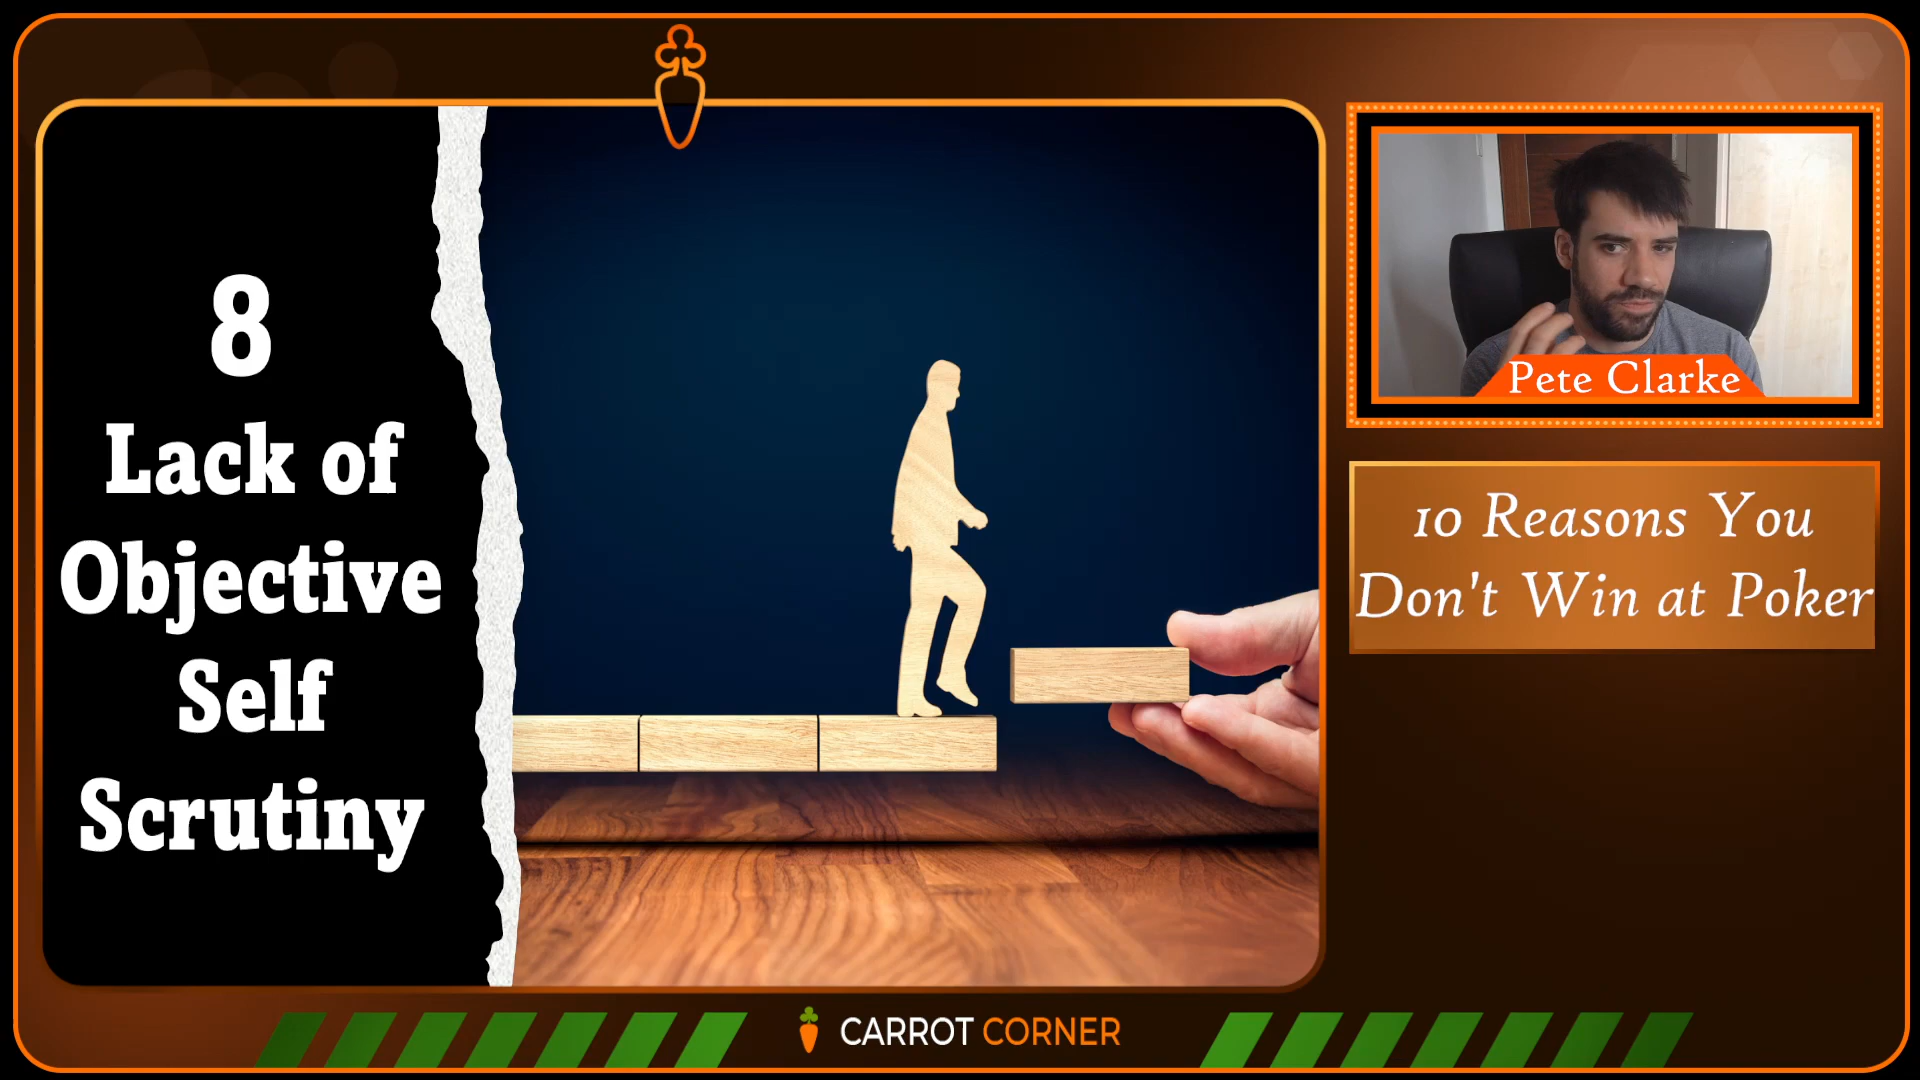 8
Lack of
Objective
Self
Scrutiny
Pete Clarke
10 Reasons You
Don't Win at Poker
CARROT CORNER